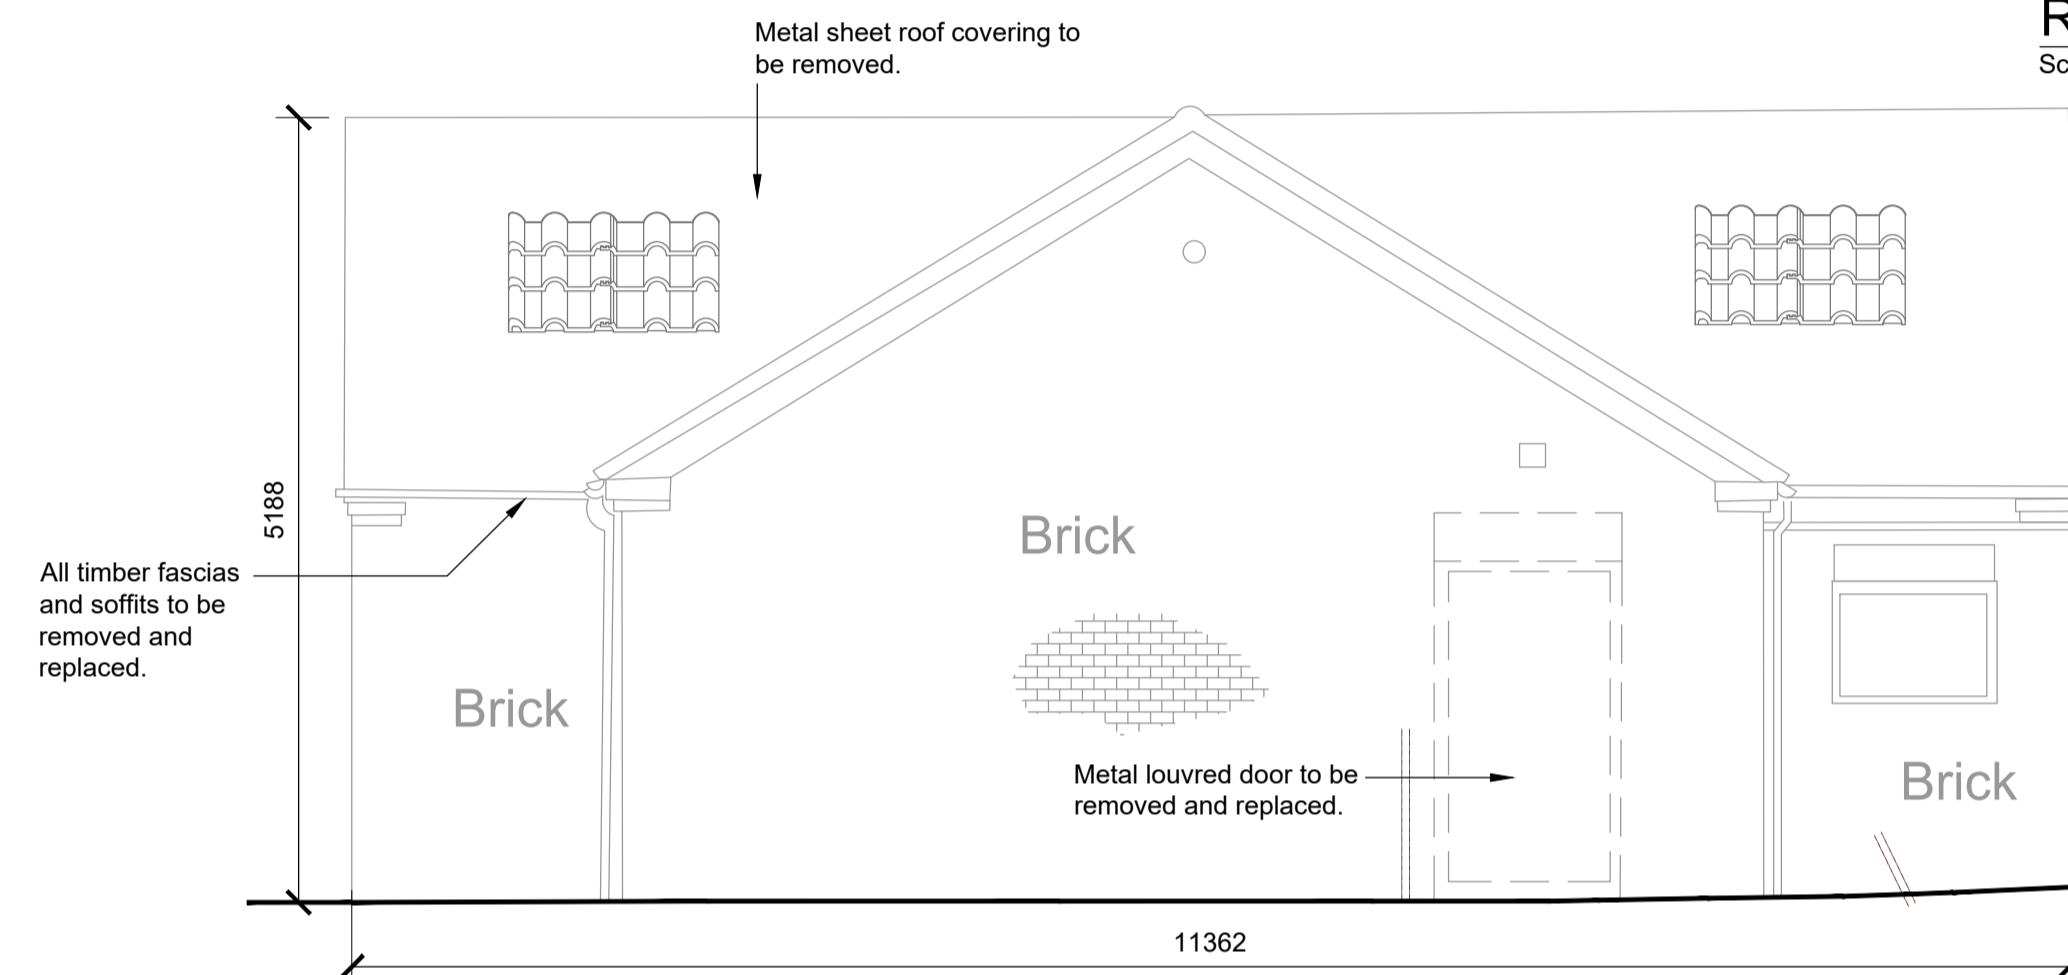 Metal sheet roof covering to
be removed.
R
Sc
5188
All timber fascias
and soffits to be
removed and
replaced.
Brick
Brick
Metal louvred door to be
removed and replaced.
Brick
11362